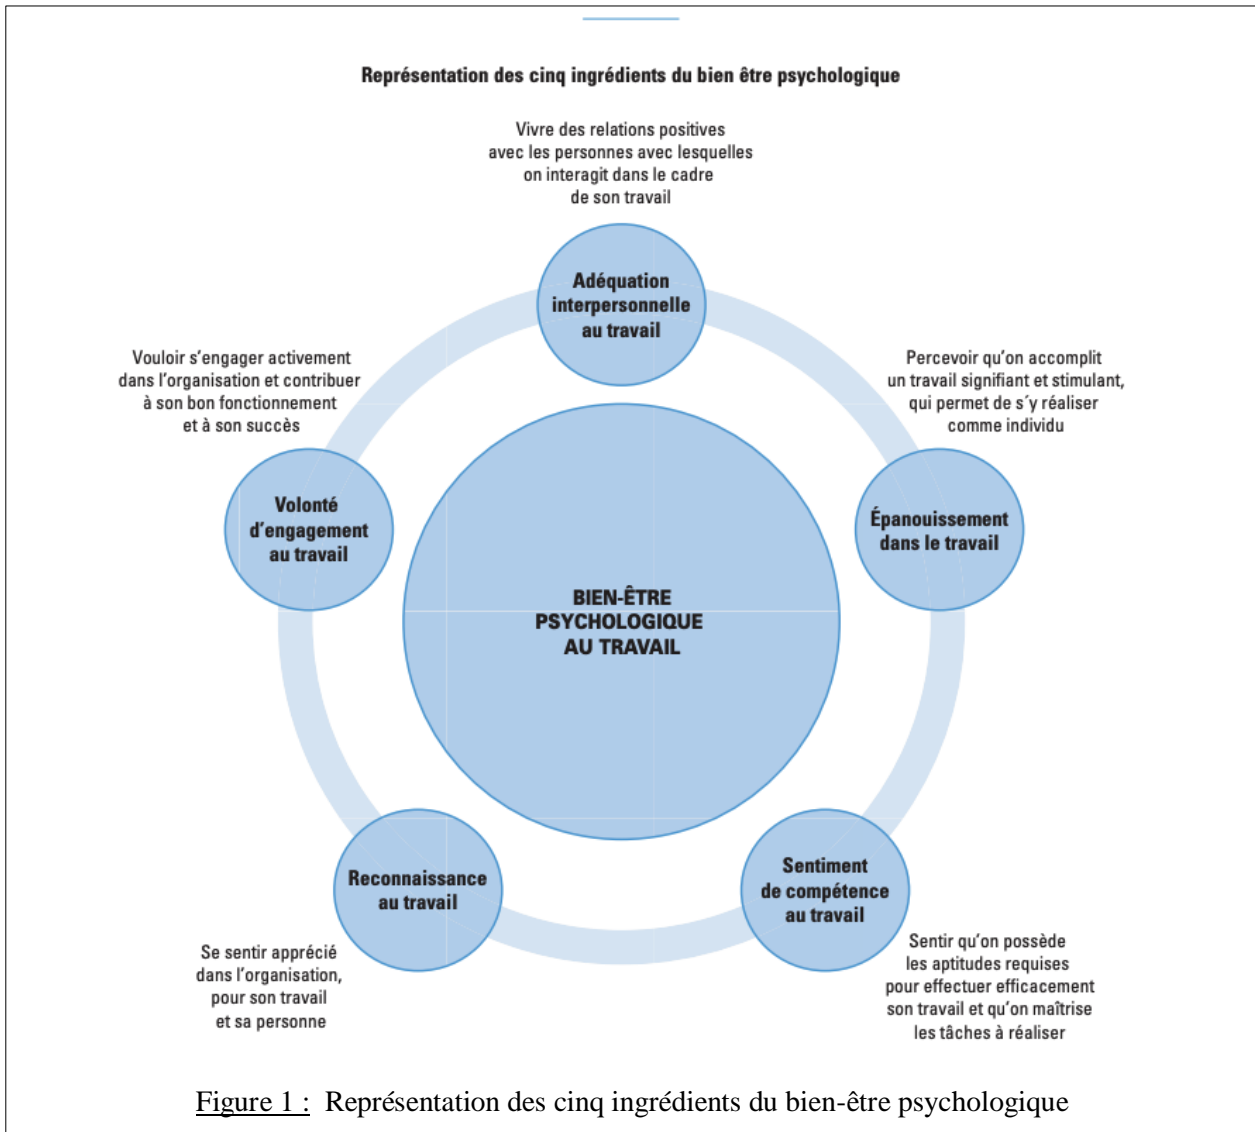 Représentation des cinq ingrédients du bien être psychologique
Vivre des relations positives
avec les personnes avec lesquelles
on interagit dans le cadre
de son travail
Adéquation
interpersonnelle
au travail
Vouloir s'engager activement
dans l'organisation et contribuer
à son bon fonctionnement
et à son succès
Percevoir qu'on accomplit
un travail signifiant et stimulant,
qui permet de s´y réaliser
comme individu
Volonté
d'engagement
au travail
Épanouissement
dans le travail
BIEN-ÊTRE
PSYCHOLOGIQUE
AU TRAVAIL
Reconnaissance
au travail
Sentiment
de compétence
au travail
Se sentir apprécié
dans l'organisation,
pour son travail
et sa personne
Sentir qu'on possède
les aptitudes requises
pour effectuer efficacement
son travail et qu'on maîtrise
les tâches à réaliser
Figure 1 : Représentation des cinq ingrédients du bien-être psychologique